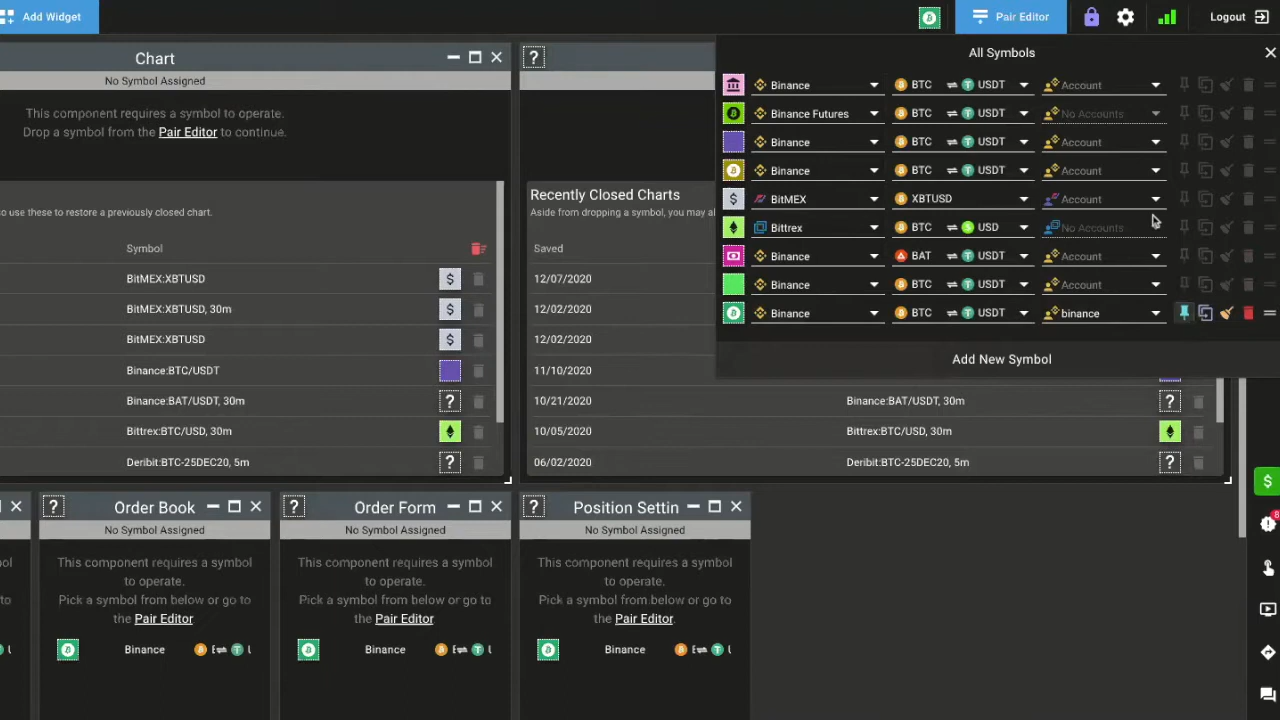 Add Widget
Pair Editor
Logout
Chart
No Symbol Assigned
This component requires a symbol to operate.
Drop a symbol from the Pair Editor to continue.
so use these to restore a previously closed chart.
Symbol
BitMEX:XBTUSD
BitMEX:XBTUSD, 30m
BitMEX:XBTUSD
Binance:BTC/USDT
Binance:BAT/USDT, 30m
?
Bittrex:BTC/USD, 30m
Deribit:BTC-25DEC20, 5m
?
?
Recently Closed Charts
Aside from dropping a symbol, you may al
Saved
12/07/2020
12/02/2020
12/02/2020
11/10/2020
10/21/2020 Binance:BAT/USDT, 30m ?
10/05/2020 Bittrex:BTC/USD, 30m
06/02/2020 Deribit:BTC-25DEC20, 5m ?
All Symbols
Binance BTC USDT Account
Binance Futures BTC USDT No Accounts
Binance BTC USDT Account
Binance BTC USDT Account
BitMEX XBTUSD Account
Bittrex BTC USD No Accounts
Binance BAT USDT Account
Binance BTC USDT Account
Binance BTC USDT binance
Add New Symbol
8
? Order Book
No Symbol Assigned
This component requires a symbol
to operate.
Pick a symbol from below or go to
the Pair Editor.
Binance
? Order Form
No Symbol Assigned
This component requires a symbol
to operate.
Pick a symbol from below or go to
the Pair Editor.
Binance
? Position Settin
No Symbol Assigned
This component requires a symbol
to operate.
Pick a symbol from below or go to
the Pair Editor.
Binance